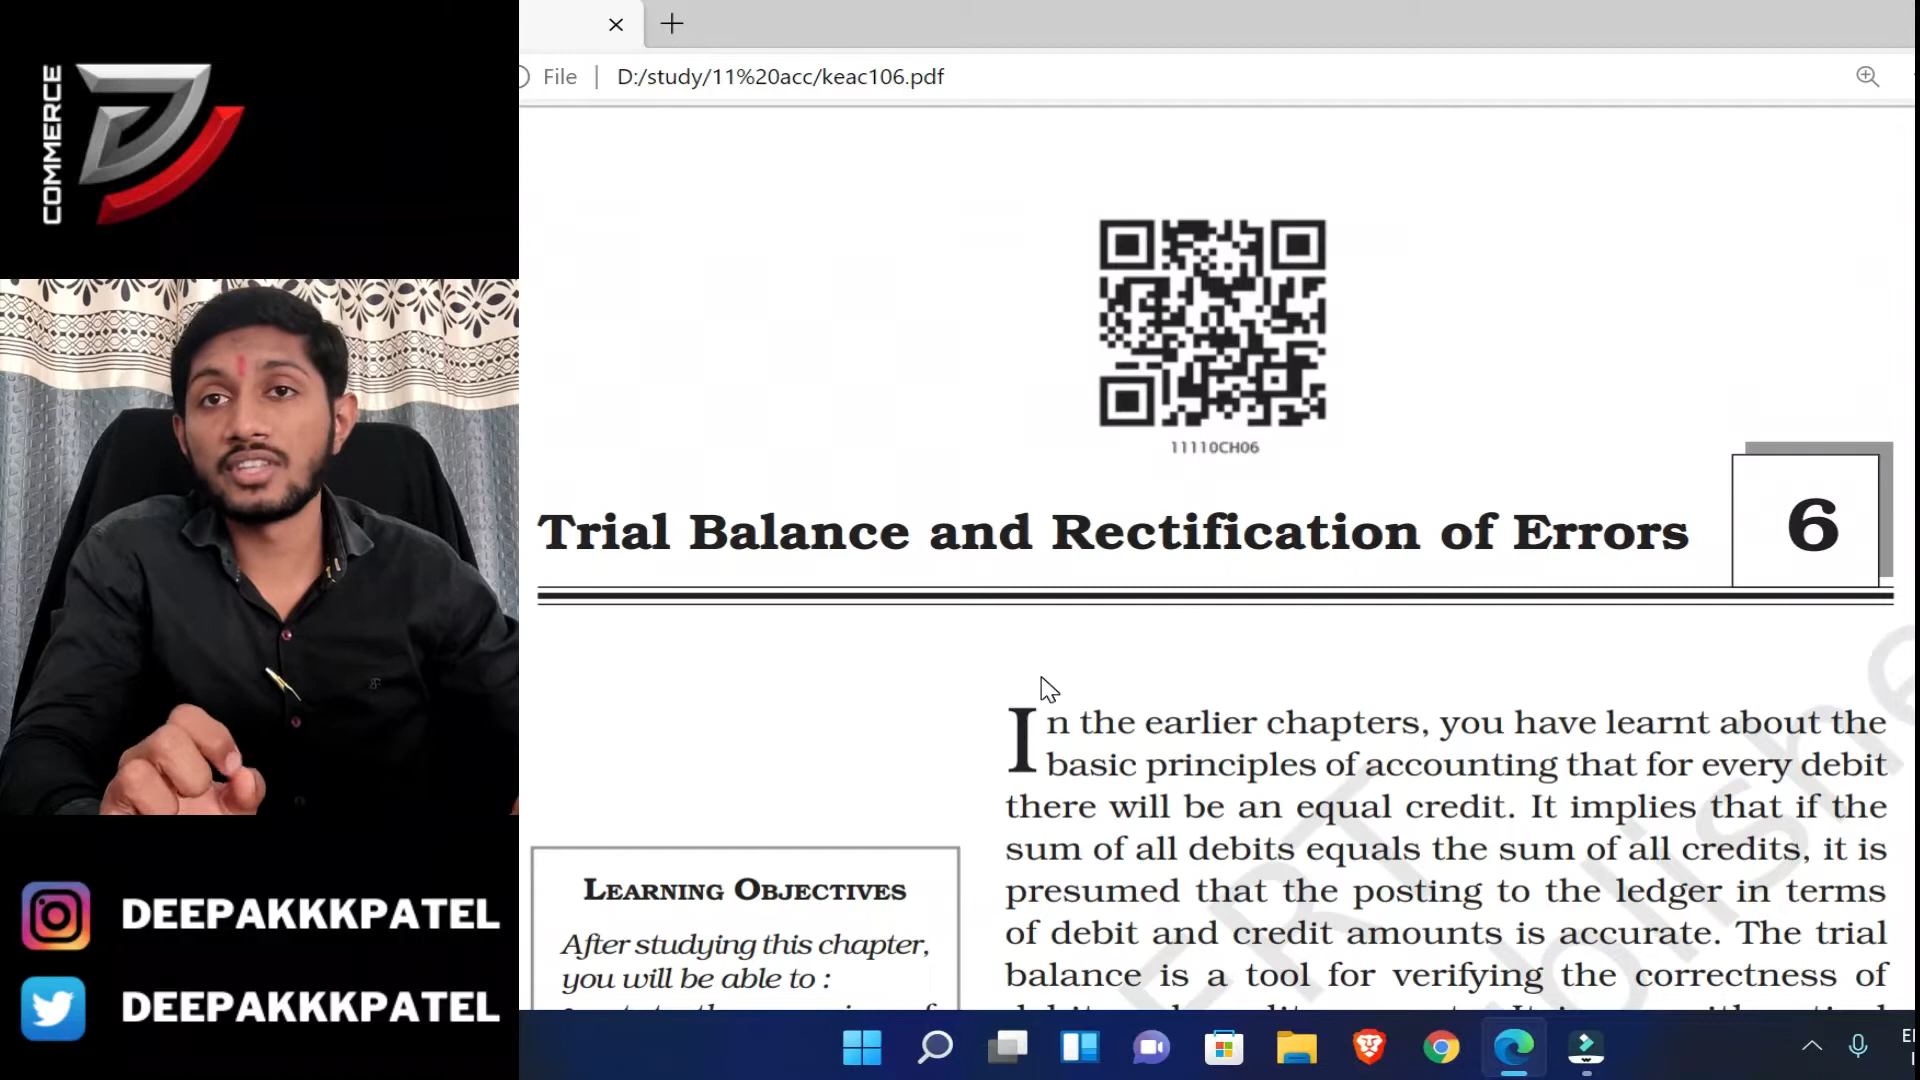 COMMERCE
File | D:/study/11%20acc/keac106.pdf
11110CH06
Trial Balance and Rectification of Errors
6
In the earlier chapters, you have learnt about the
basic principles of accounting that for every debit
there will be an equal credit. It implies that if the
sum of all debits equals the sum of all credits, it is
presumed that the posting to the ledger in terms
of debit and credit amounts is accurate. The trial
balance is a tool for verifying the correctness of
LEARNING OBJECTIVES
After studying this chapter,
you will be able to :
DEEPAKKKPATEL
DEEPAKKKPATEL